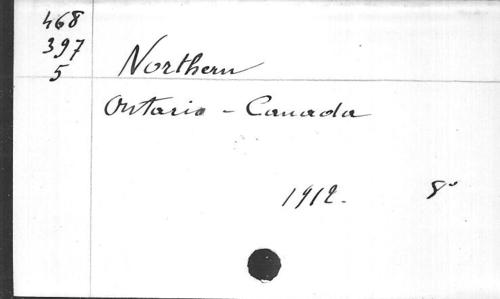 468
397
5
Northern
Ontario - Canada
1912. 8°